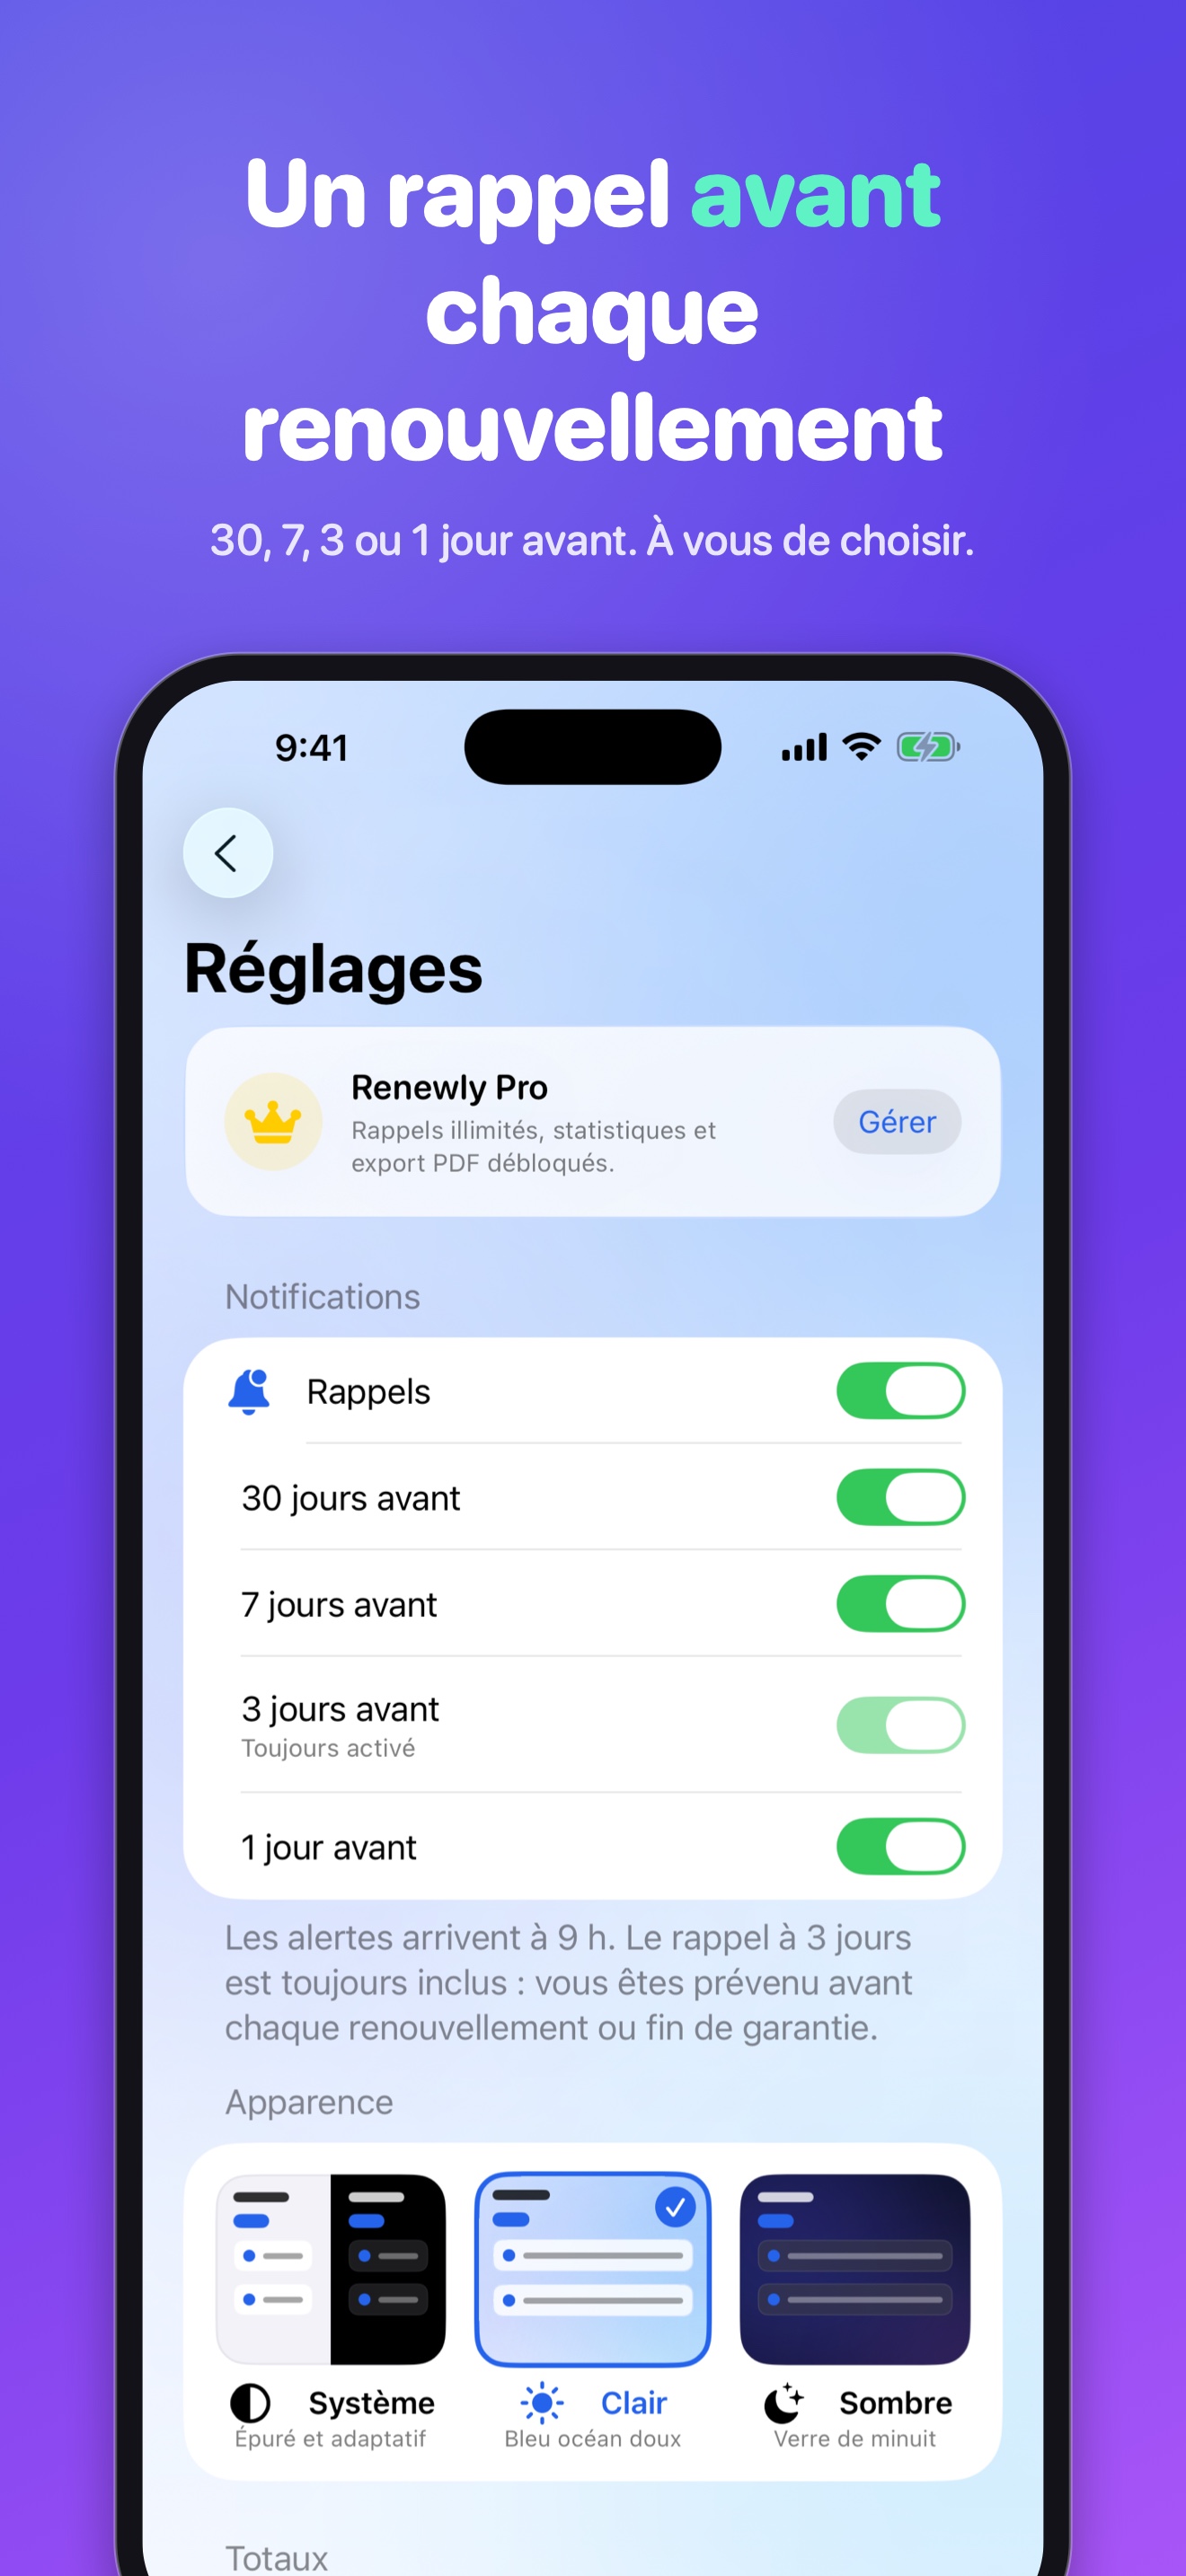 Un rappel avant
chaque
renouvellement
30, 7, 3 ou 1 jour avant. À vous de choisir.
9:41
Réglages
Renewly Pro
Rappels illimités, statistiques et
export PDF débloqués.
Gérer
Notifications
Rappels
30 jours avant
7 jours avant
3 jours avant
Toujours activé
1 jour avant
Les alertes arrivent à 9 h. Le rappel à 3 jours
est toujours inclus : vous êtes prévenu avant
chaque renouvellement ou fin de garantie.
Apparence
Système
Épuré et adaptatif
Clair
Bleu océan doux
Sombre
Verre de minuit
Totaux